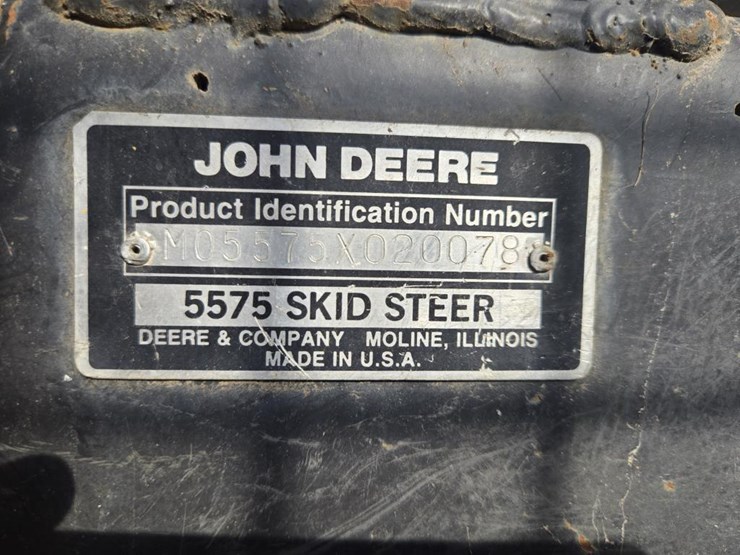 JOHN DEERE
Product Identification Number
M05575X020078
5575 SKID STEER
DEERE & COMPANY MOLINE, ILLINOIS
MADE IN U.S.A.